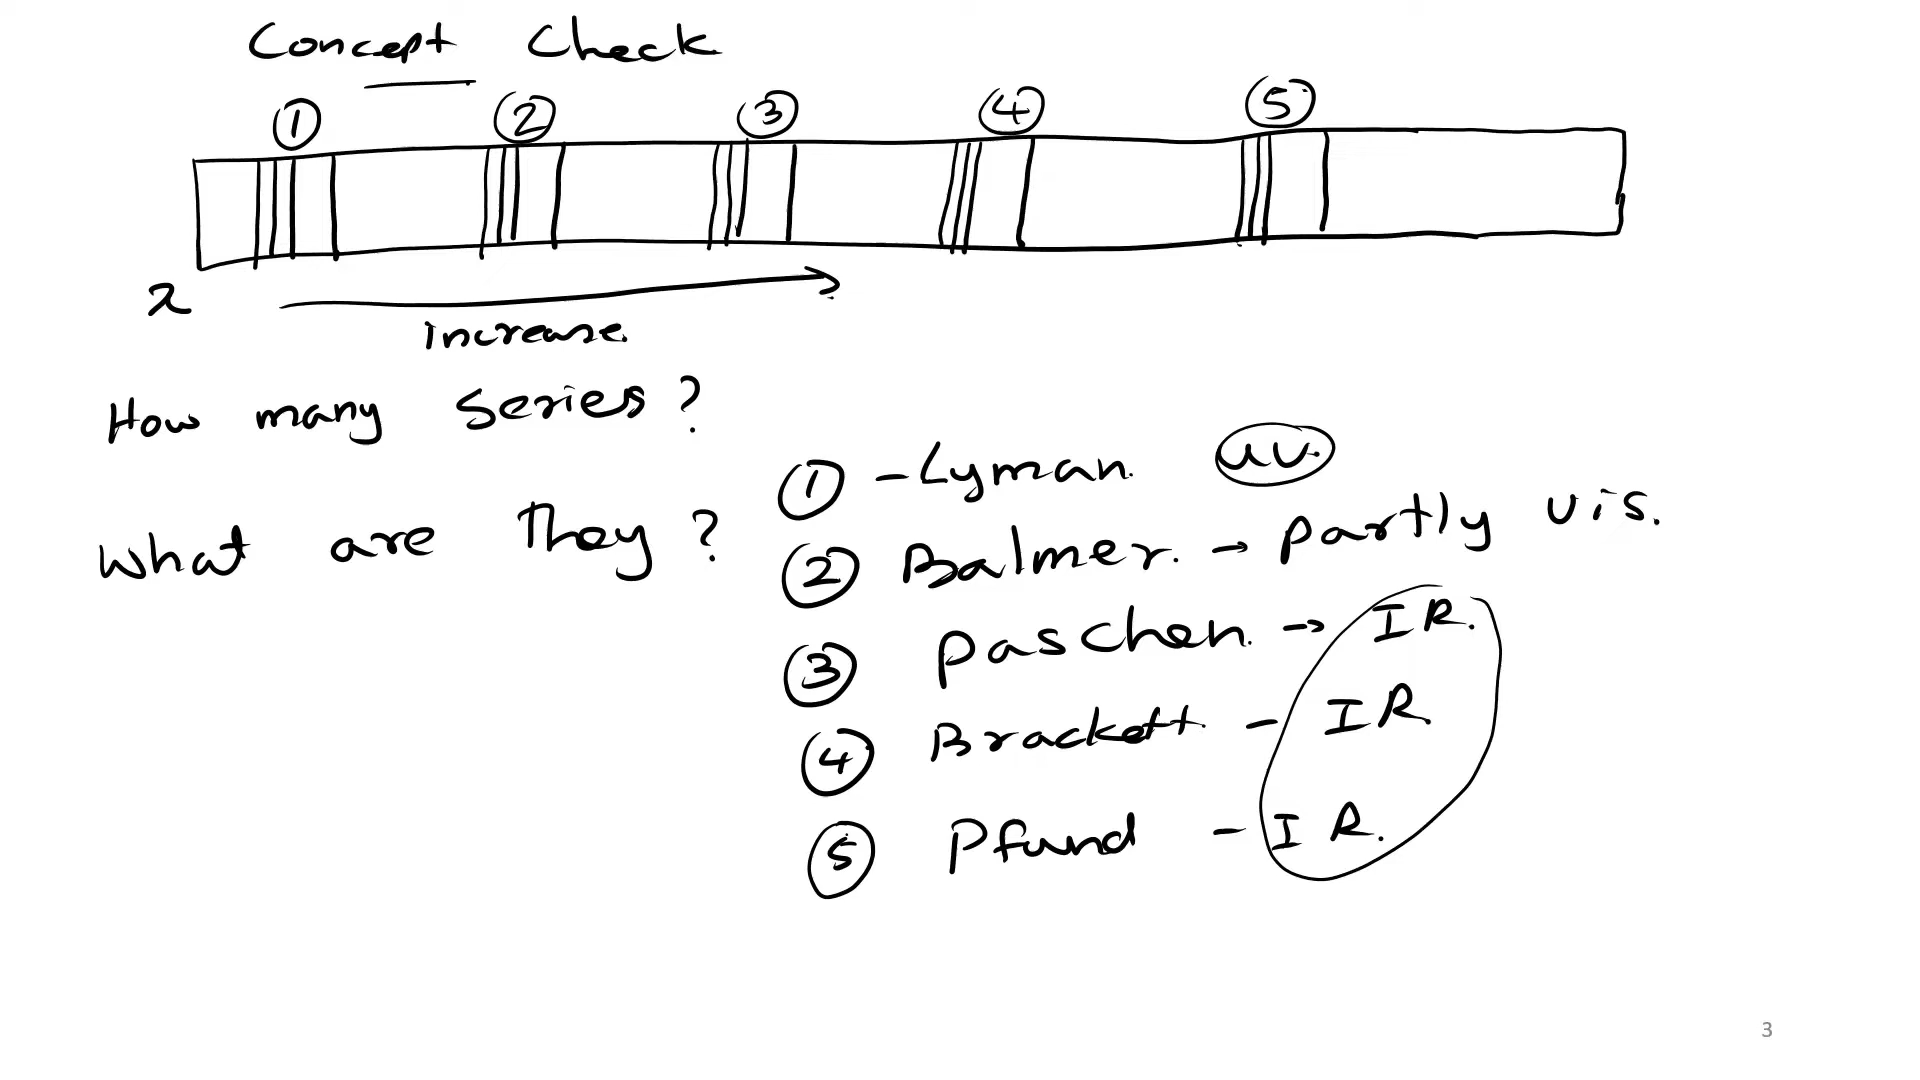 Concept Check
① ② ③ ④ ⑤
λ
increase.
How many series?
What are they?
① - Lyman. UV.
② Balmer. → partly vis.
③ Paschen. → IR.
④ Brackett. - IR
⑤ Pfund - IR.
3